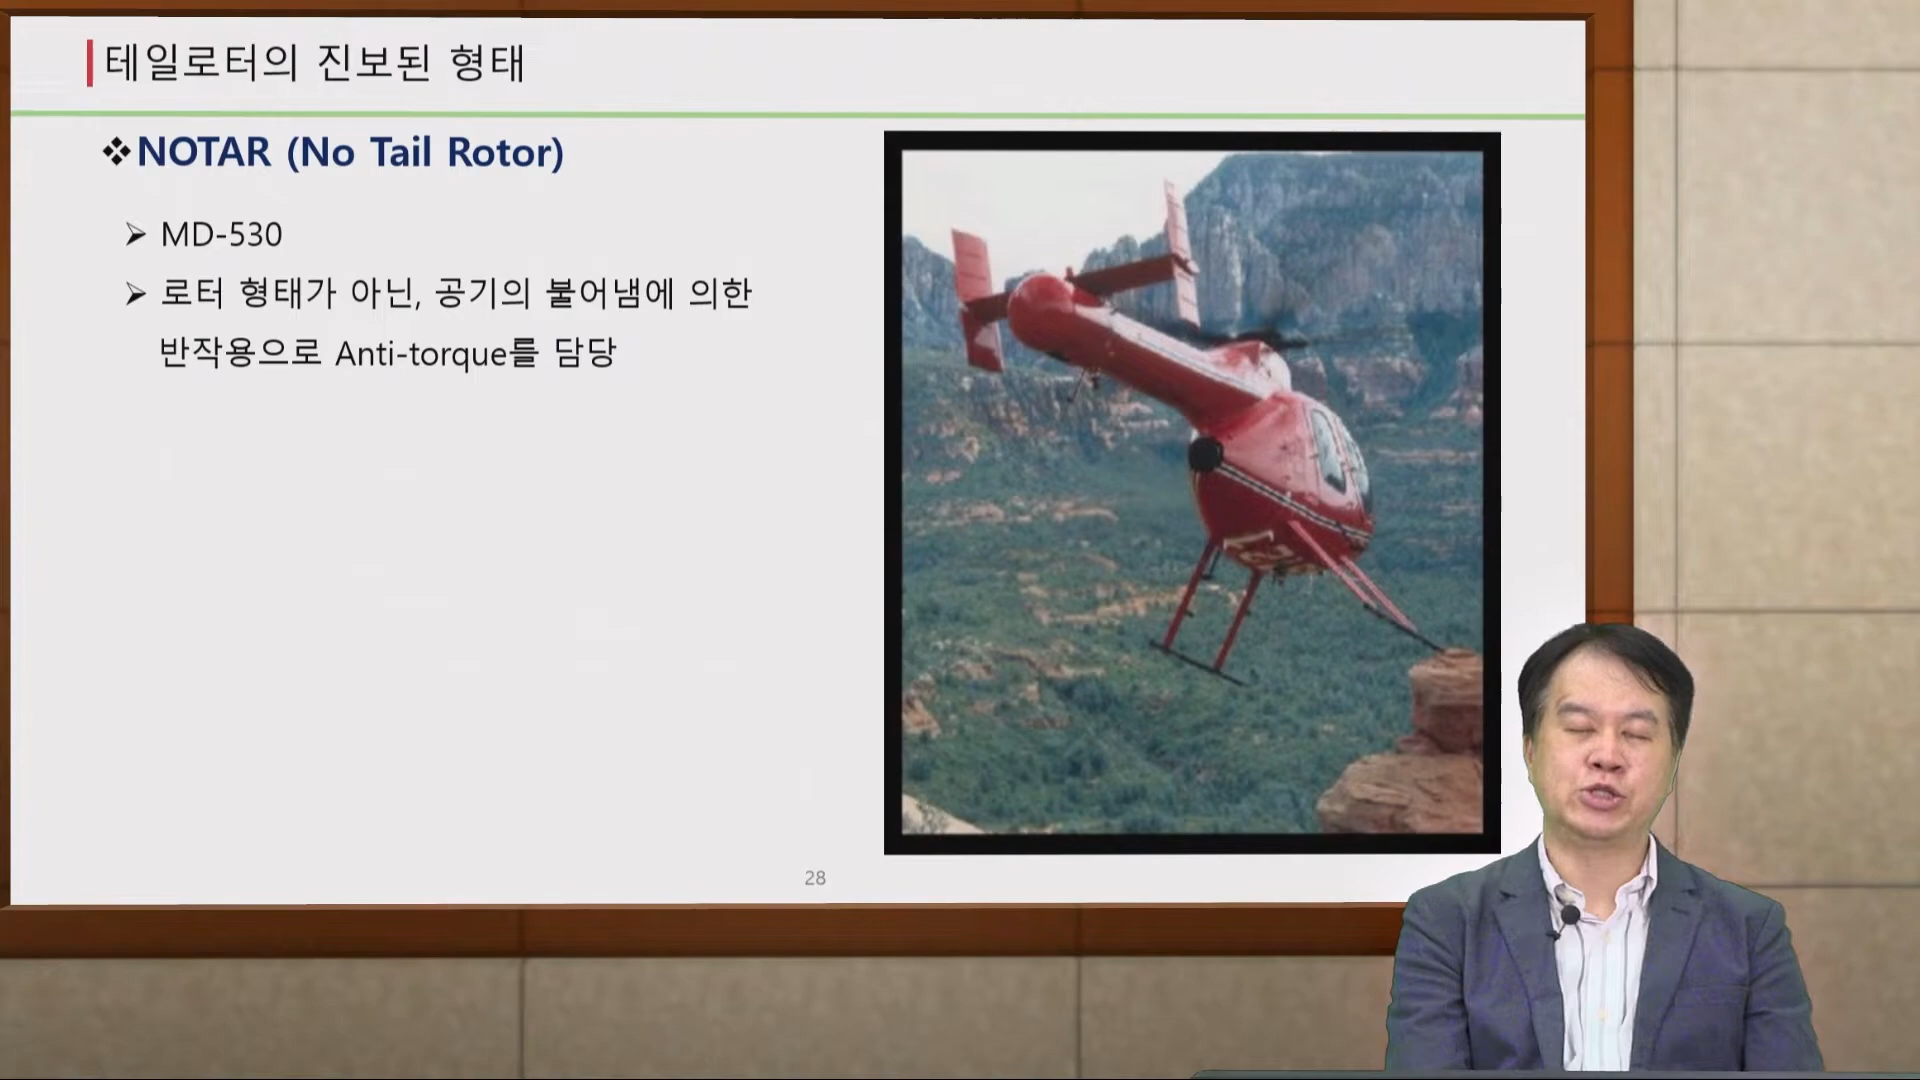 테일로터의 진보된 형태
❖NOTAR (No Tail Rotor)
➢ MD-530
➢ 로터 형태가 아닌, 공기의 불어냄에 의한
반작용으로 Anti-torque를 담당
28